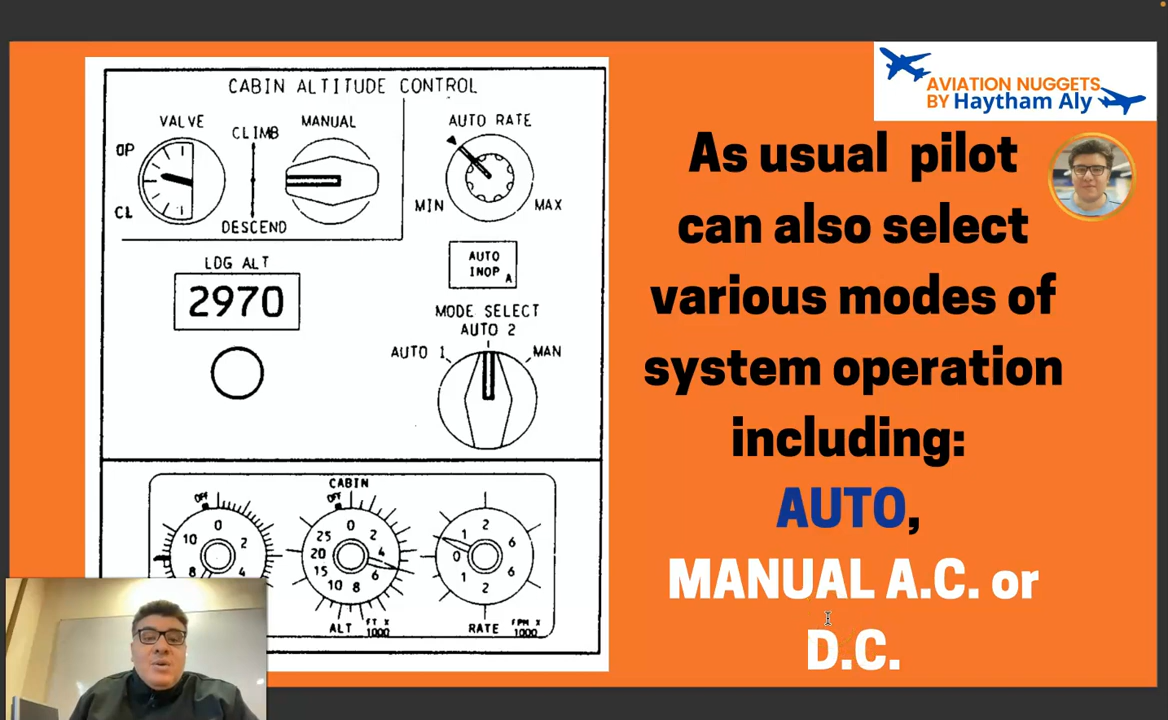 CABIN ALTITUDE CONTROL
VALVE
CLIMB
MANUAL
AUTO RATE
OP
CL
DESCEND
MIN
MAX
LDG ALT
2970
AUTO
INOP A
MODE SELECT
AUTO 2
AUTO 1
MAN
CABIN
OFF
0
10
2
8
4
OFF
0
25
2
20
4
15
6
10
8
ALT
FT X
1000
2
1
6
0
1
6
2
RATE
FPM X
1000
AVIATION NUGGETS
BY Haytham Aly
As usual pilot
can also select
various modes of
system operation
including:
AUTO,
MANUAL A.C. or
D.C.